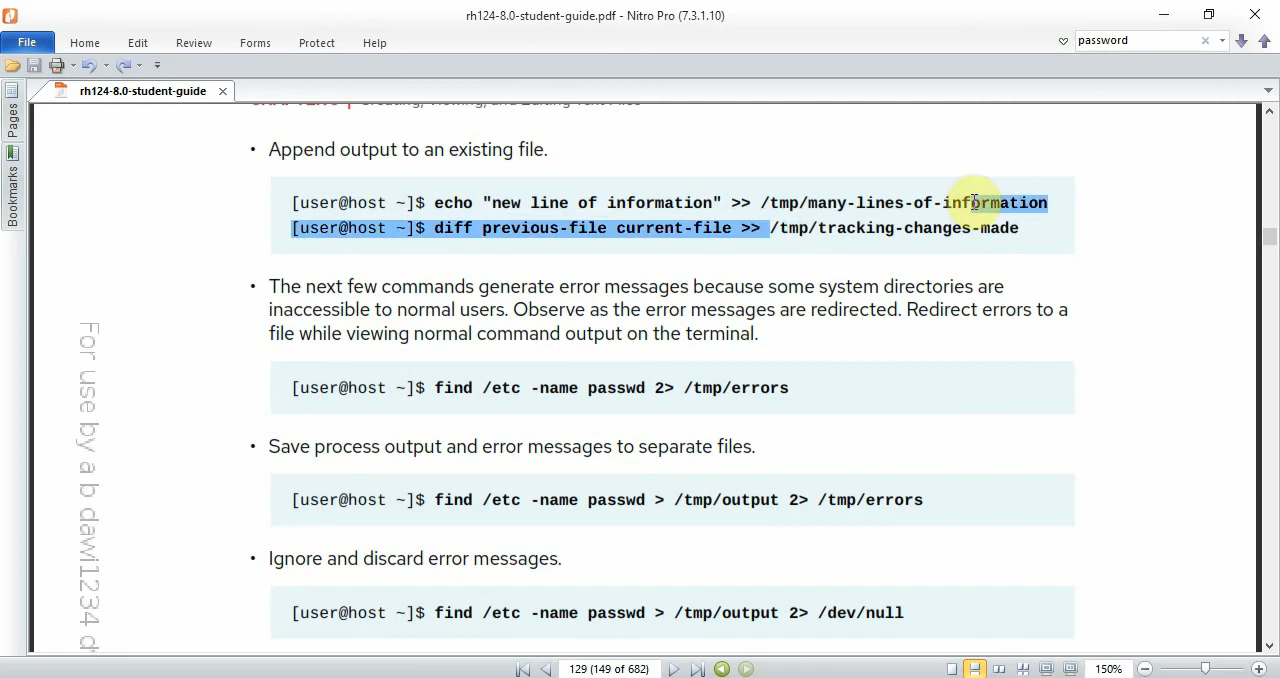 rh124-8.0-student-guide.pdf - Nitro Pro (7.3.1.10)
File Home Edit Review Forms Protect Help
password
rh124-8.0-student-guide
Pages
Bookmarks
• Append output to an existing file.
[user@host ~]$ echo "new line of information" >> /tmp/many-lines-of-information
[user@host ~]$ diff previous-file current-file >> /tmp/tracking-changes-made
• The next few commands generate error messages because some system directories are
inaccessible to normal users. Observe as the error messages are redirected. Redirect errors to a
file while viewing normal command output on the terminal.
[user@host ~]$ find /etc -name passwd 2> /tmp/errors
• Save process output and error messages to separate files.
[user@host ~]$ find /etc -name passwd > /tmp/output 2> /tmp/errors
• Ignore and discard error messages.
[user@host ~]$ find /etc -name passwd > /tmp/output 2> /dev/null
For use by a b dawi1234
129 (149 of 682)
150%